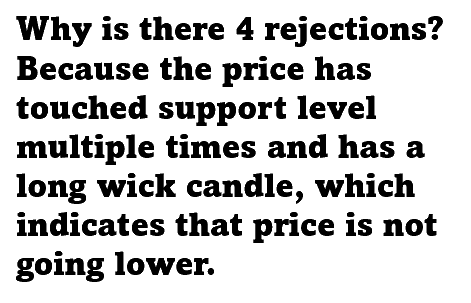 Why is there 4 rejections?
Because the price has
touched support level
multiple times and has a
long wick candle, which
indicates that price is not
going lower.